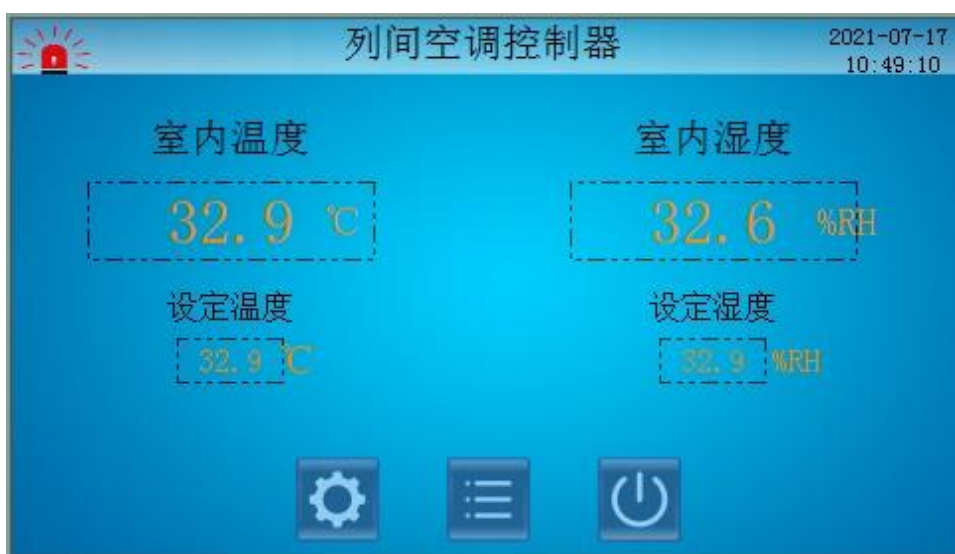 列间空调控制器
2021-07-17
10:49:10
室内温度
室内湿度
32.9 ℃
32.6 %RH
设定温度
设定湿度
32.9 ℃
32.9 %RH